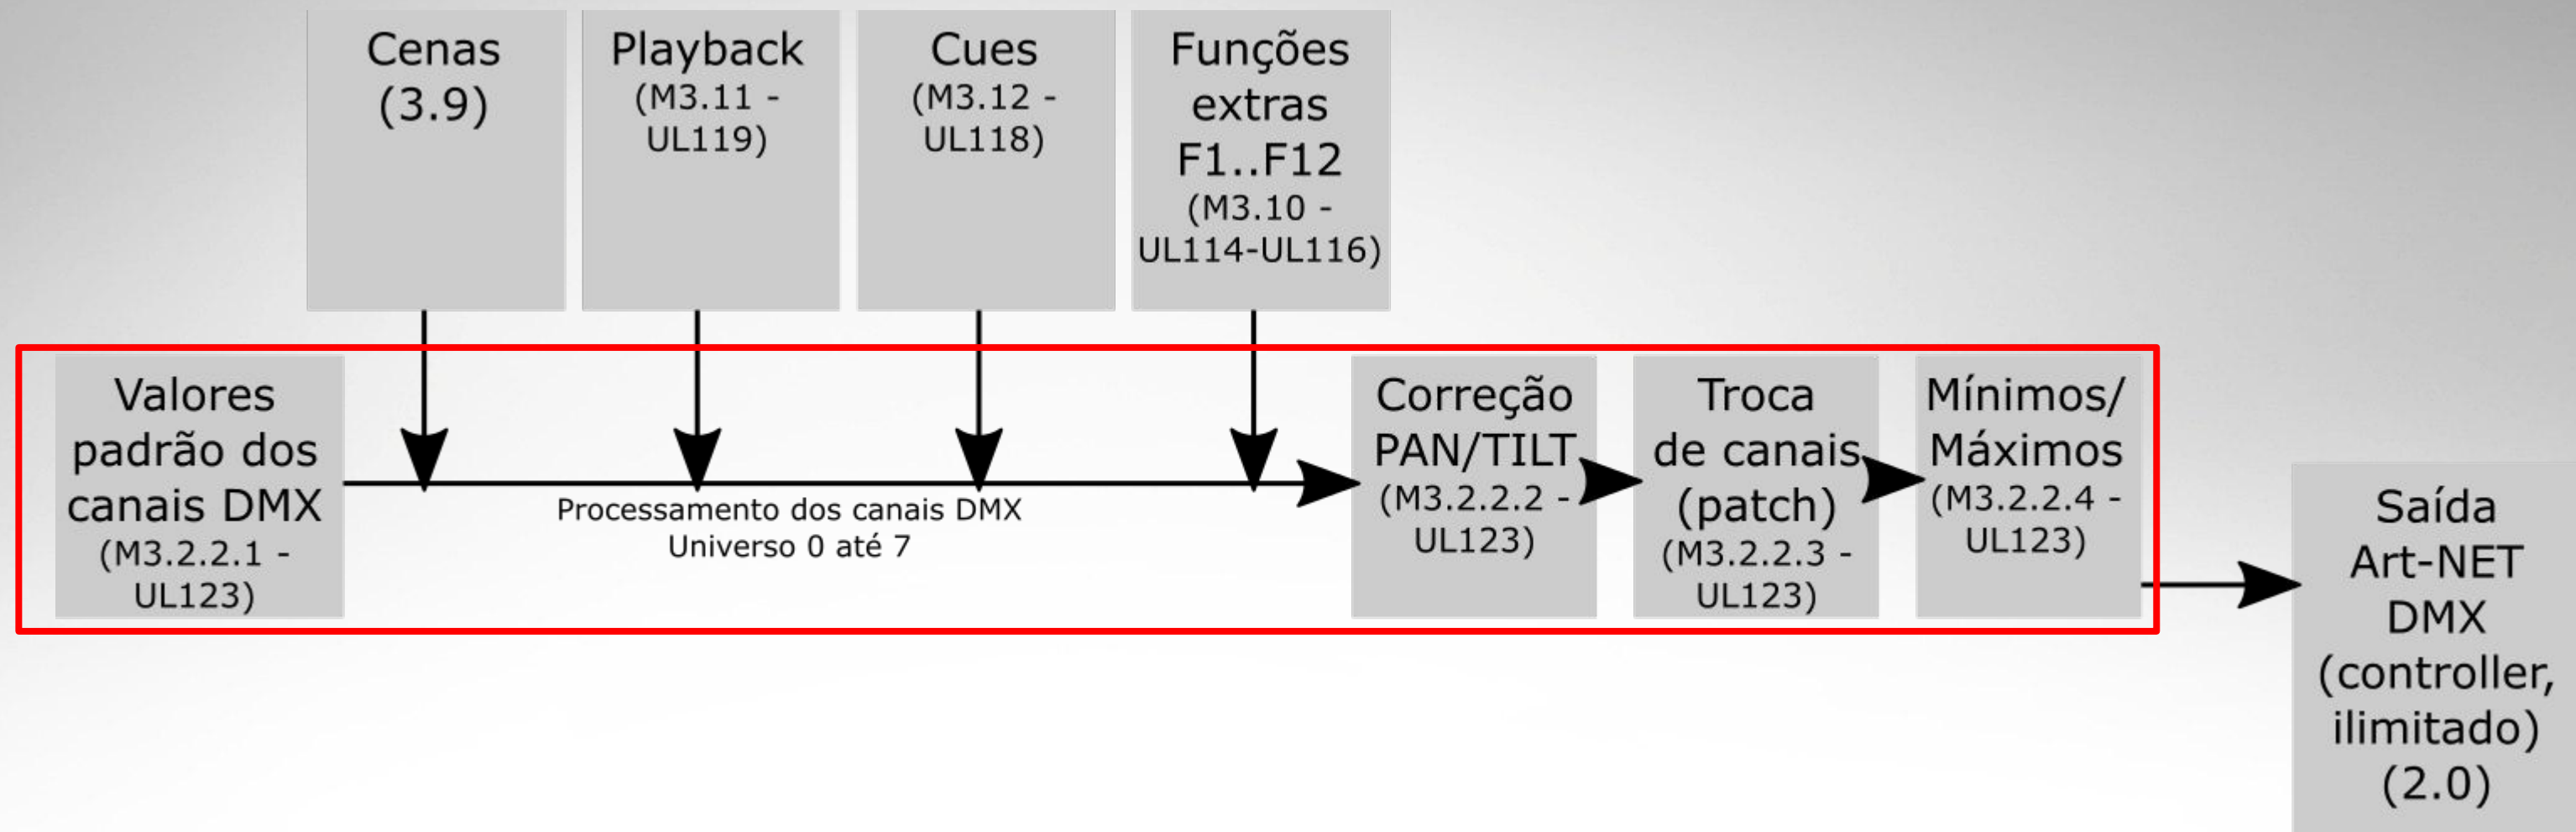 Cenas
(3.9)
Playback
(M3.11 -
UL119)
Cues
(M3.12 -
UL118)
Funções
extras
F1..F12
(M3.10 -
UL114-UL116)
Valores
padrão dos
canais DMX
(M3.2.2.1 -
UL123)
Processamento dos canais DMX
Universo 0 até 7
Correção
PAN/TILT
(M3.2.2.2 -
UL123)
Troca
de canais
(patch)
(M3.2.2.3 -
UL123)
Mínimos/
Máximos
(M3.2.2.4 -
UL123)
Saída
Art-NET
DMX
(controller,
ilimitado)
(2.0)